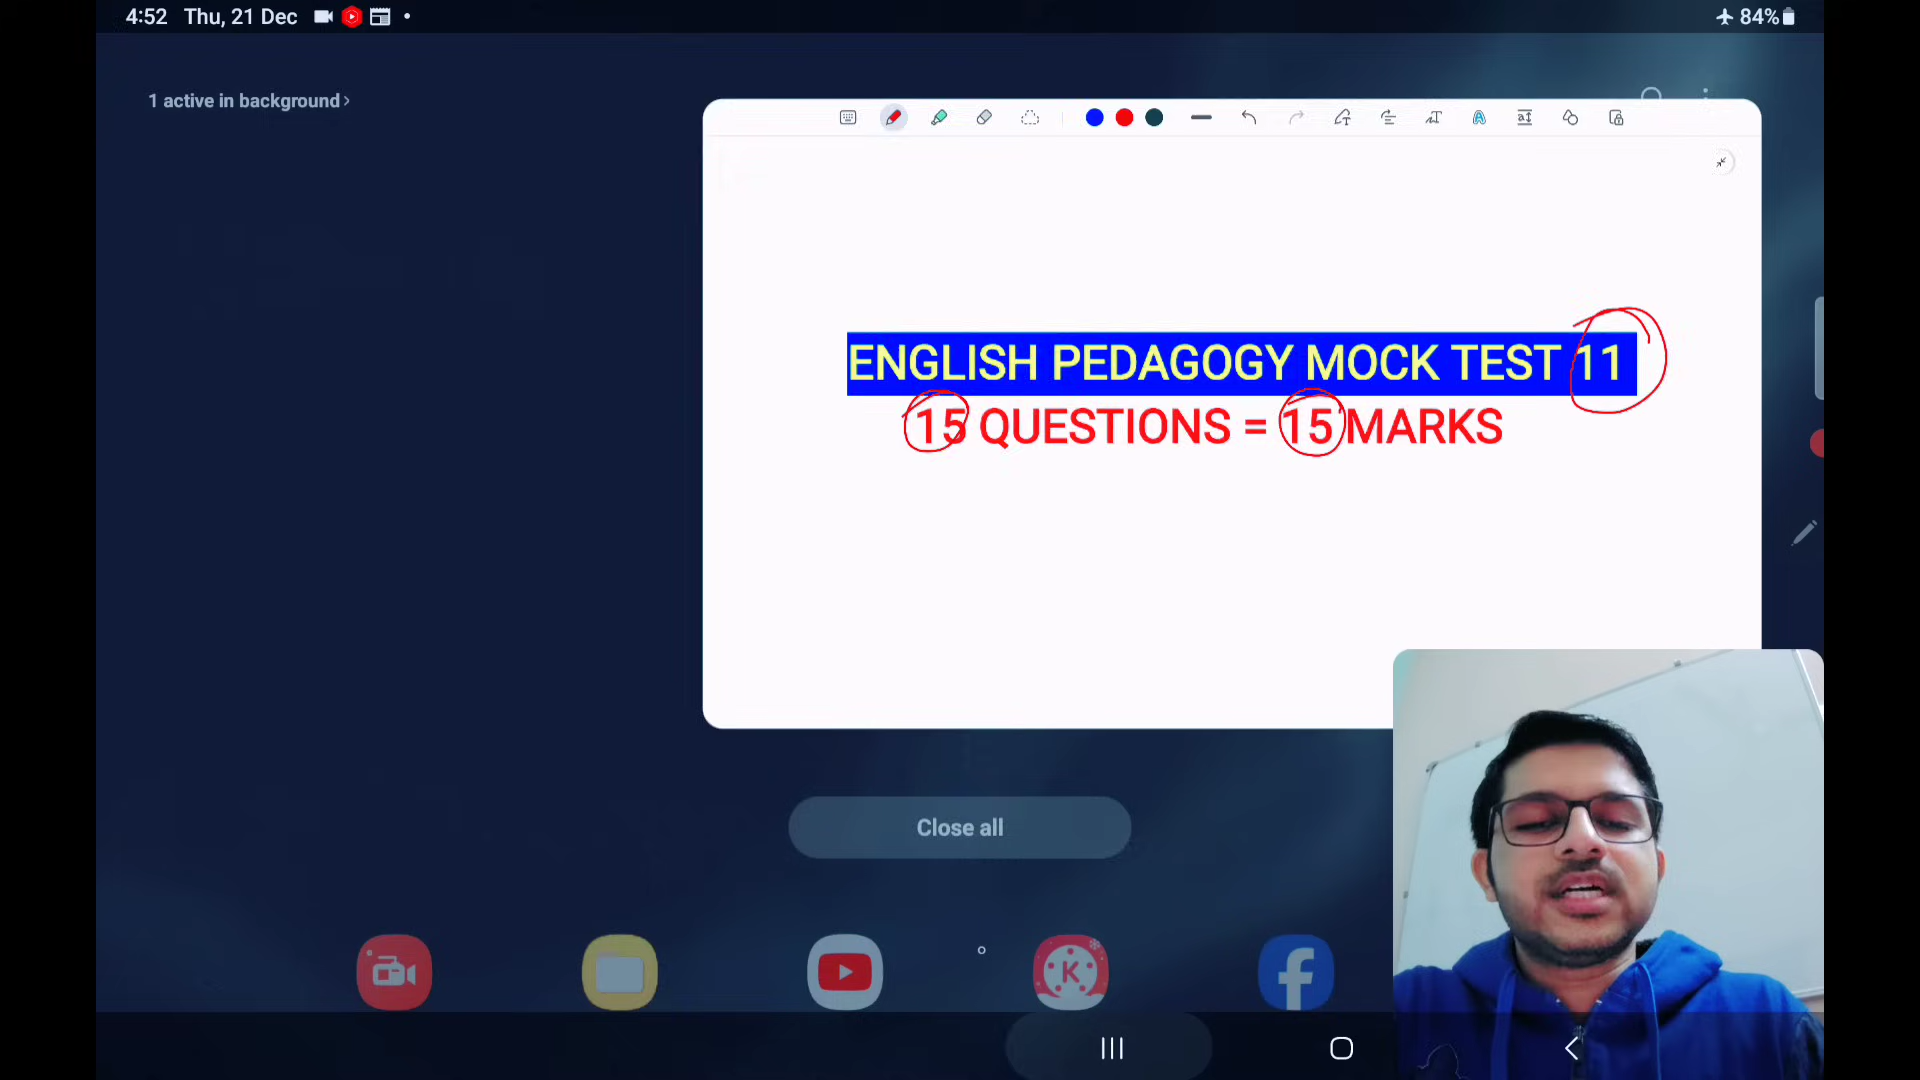 4:52 Thu, 21 Dec
84%
1 active in background >
ENGLISH PEDAGOGY MOCK TEST 11
15 QUESTIONS = 15 MARKS
Close all